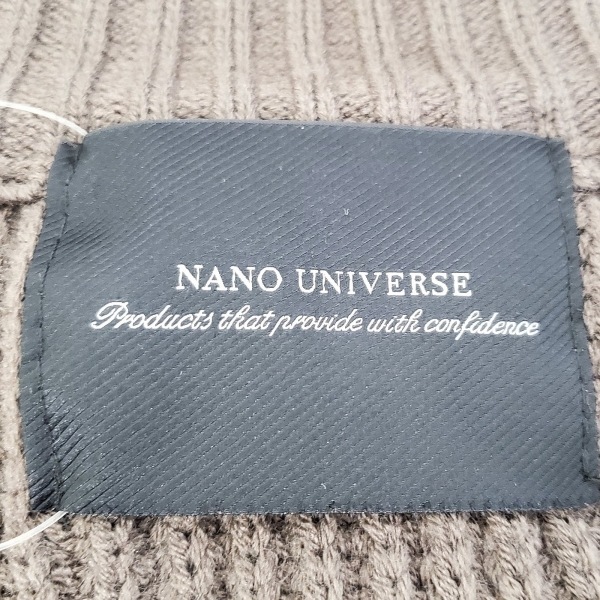 NANO UNIVERSE
Products that provide with confidence